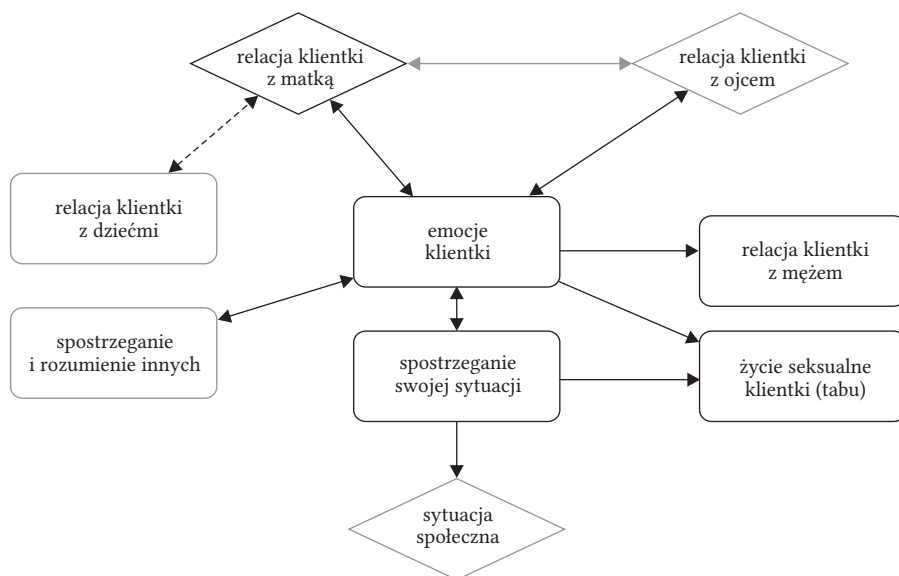 relacja klientki
z matką
relacja klientki
z ojcem
relacja klientki
z dziećmi
emocje
klientki
relacja klientki
z mężem
spostrzeganie
i rozumienie innych
spostrzeganie
swojej sytuacji
życie seksualne
klientki (tabu)
sytuacja
społeczna